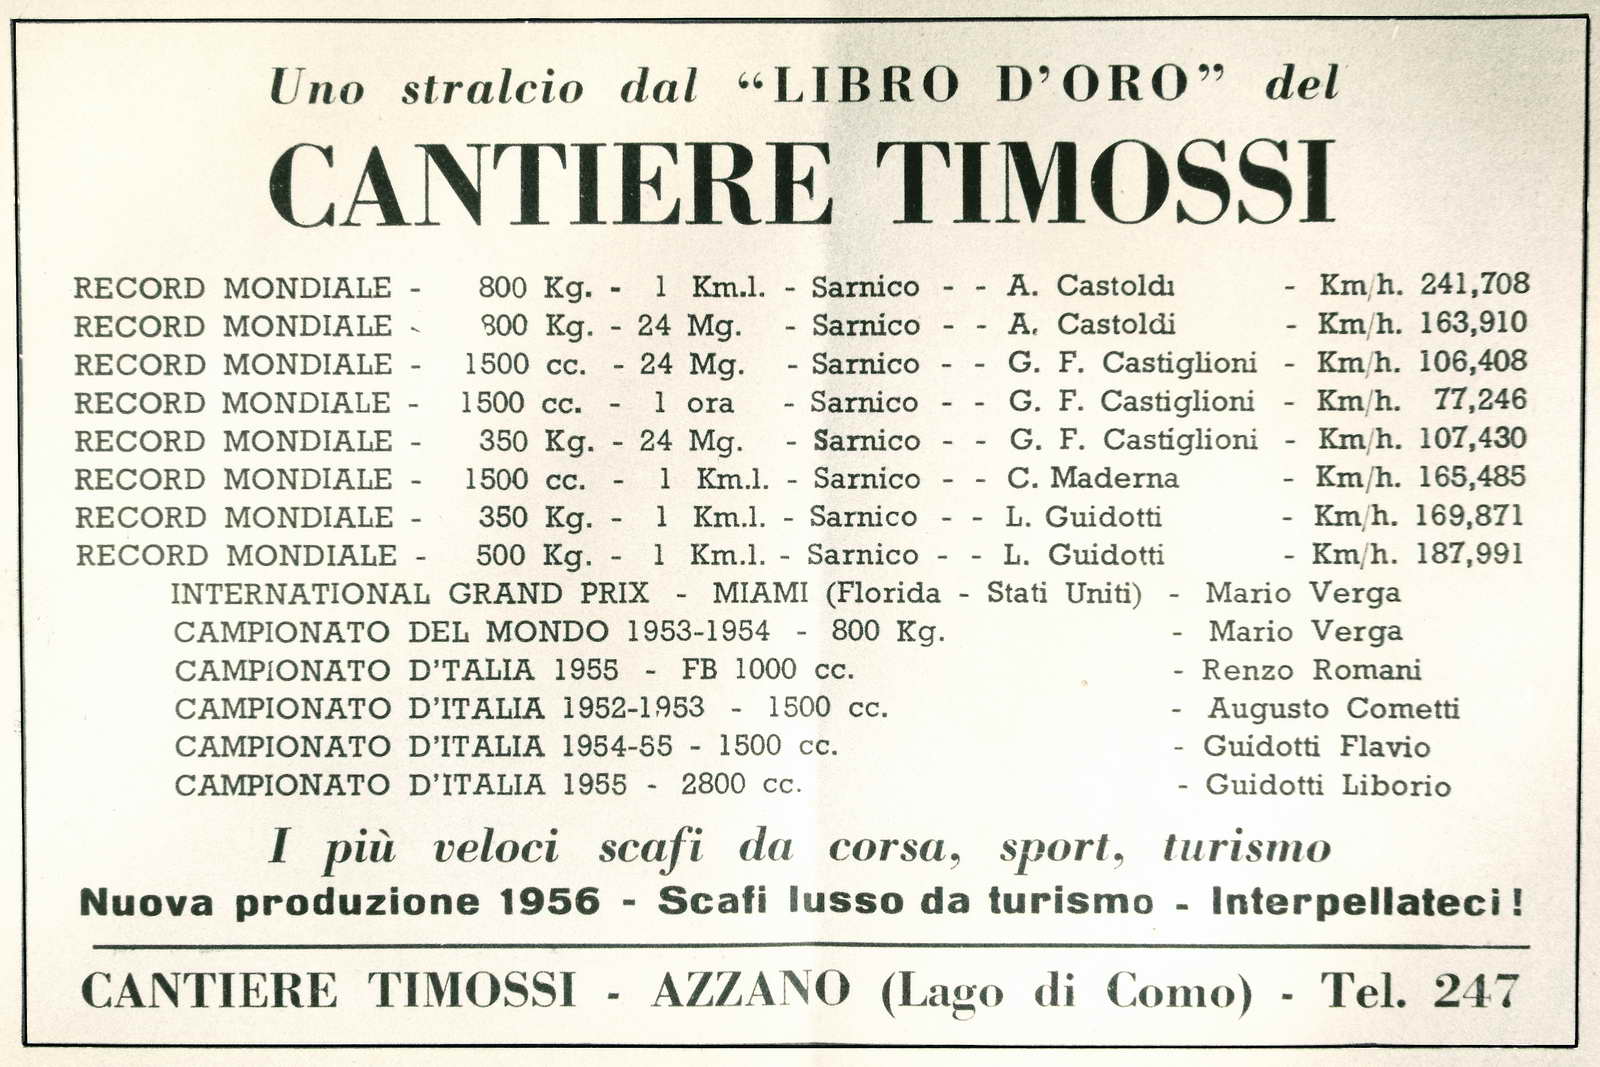 Uno stralcio dal “LIBRO D’ORO” del
CANTIERE TIMOSSI
RECORD MONDIALE - 800 Kg. - 1 Km.l. - Sarnico - - A. Castoldi - Km/h. 241,708
RECORD MONDIALE - 800 Kg. - 24 Mg. - Sarnico - - A. Castoldi - Km/h. 163,910
RECORD MONDIALE - 1500 cc. - 24 Mg. - Sarnico - - G. F. Castiglioni - Km/h. 106,408
RECORD MONDIALE - 1500 cc. - 1 ora - Sarnico - - G. F. Castiglioni - Km/h. 77,246
RECORD MONDIALE - 350 Kg. - 24 Mg. - Sarnico - - G. F. Castiglioni - Km/h. 107,430
RECORD MONDIALE - 1500 cc. - 1 Km.l. - Sarnico - - C. Maderna - Km/h. 165,485
RECORD MONDIALE - 350 Kg. - 1 Km.l. - Sarnico - - L. Guidotti - Km/h. 169,871
RECORD MONDIALE - 500 Kg. - 1 Km.l. - Sarnico - - L. Guidotti - Km/h. 187,991
INTERNATIONAL GRAND PRIX - MIAMI (Florida - Stati Uniti) - Mario Verga
CAMPIONATO DEL MONDO 1953-1954 - 800 Kg. - Mario Verga
CAMPIONATO D'TALIA 1955 - FB 1000 cc. - Renzo Romani
CAMPIONATO D'ITALIA 1952-1953 - 1500 cc. - Augusto Cometti
CAMPIONATO D'ITALIA 1954-55 - 1500 cc. - Guidotti Flavio
CAMPIONATO D'ITALIA 1955 - 2800 cc. - Guidotti Liborio
I più veloci scafi da corsa, sport, turismo
Nuova produzione 1956 - Scafi lusso da turismo - Interpellateci!
CANTIERE TIMOSSI - AZZANO (Lago di Como) - Tel. 247